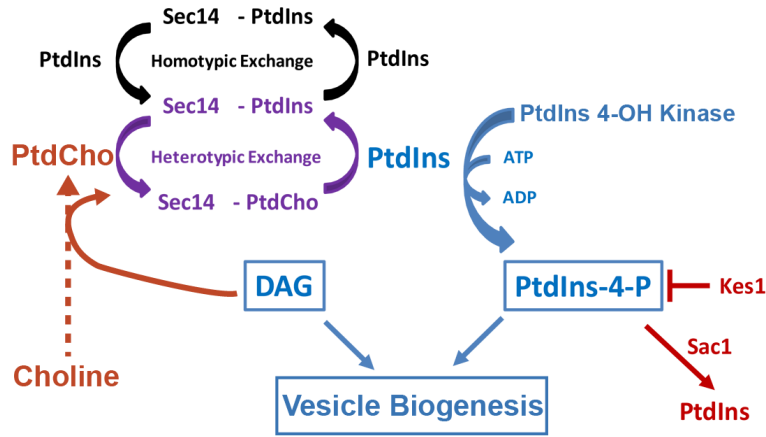 Sec14 - PtdIns
PtdIns Homotypic Exchange PtdIns
Sec14 - PtdIns
PtdIns 4-OH Kinase
PtdCho Heterotypic Exchange PtdIns
ATP
Sec14 - PtdCho
ADP
DAG
PtdIns-4-P
Kes1
Sac1
Choline
Vesicle Biogenesis
PtdIns